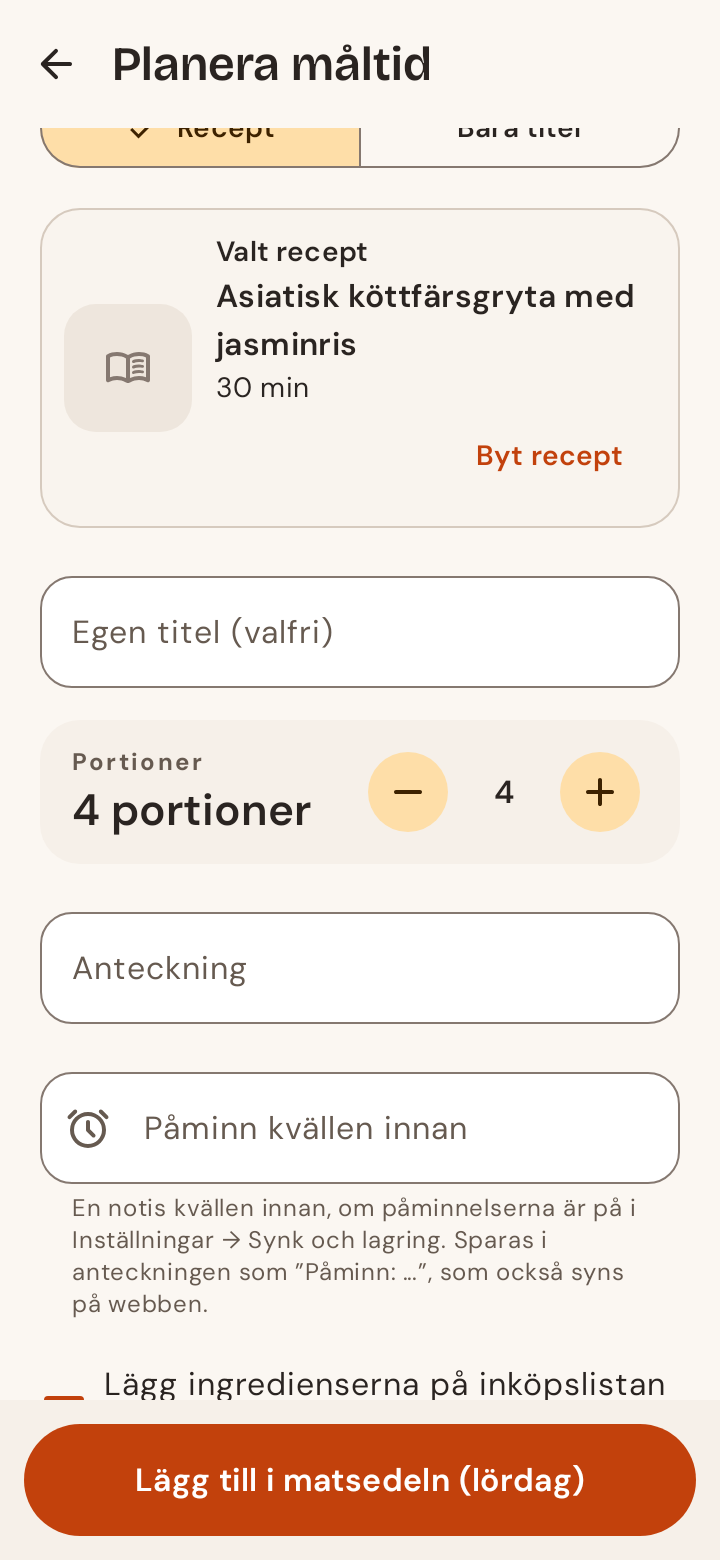 Planera måltid
Recept
Bara titel
Valt recept
Asiatisk köttfärsgryta med
jasminris
30 min
Byt recept
Egen titel (valfri)
Portioner
4 portioner
4
Anteckning
Påminn kvällen innan
En notis kvällen innan, om påminnelserna är på i
Inställningar → Synk och lagring. Sparas i
anteckningen som ”Påminn: …”, som också syns
på webben.
Lägg ingredienserna på inköpslistan
Lägg till i matsedeln (lördag)